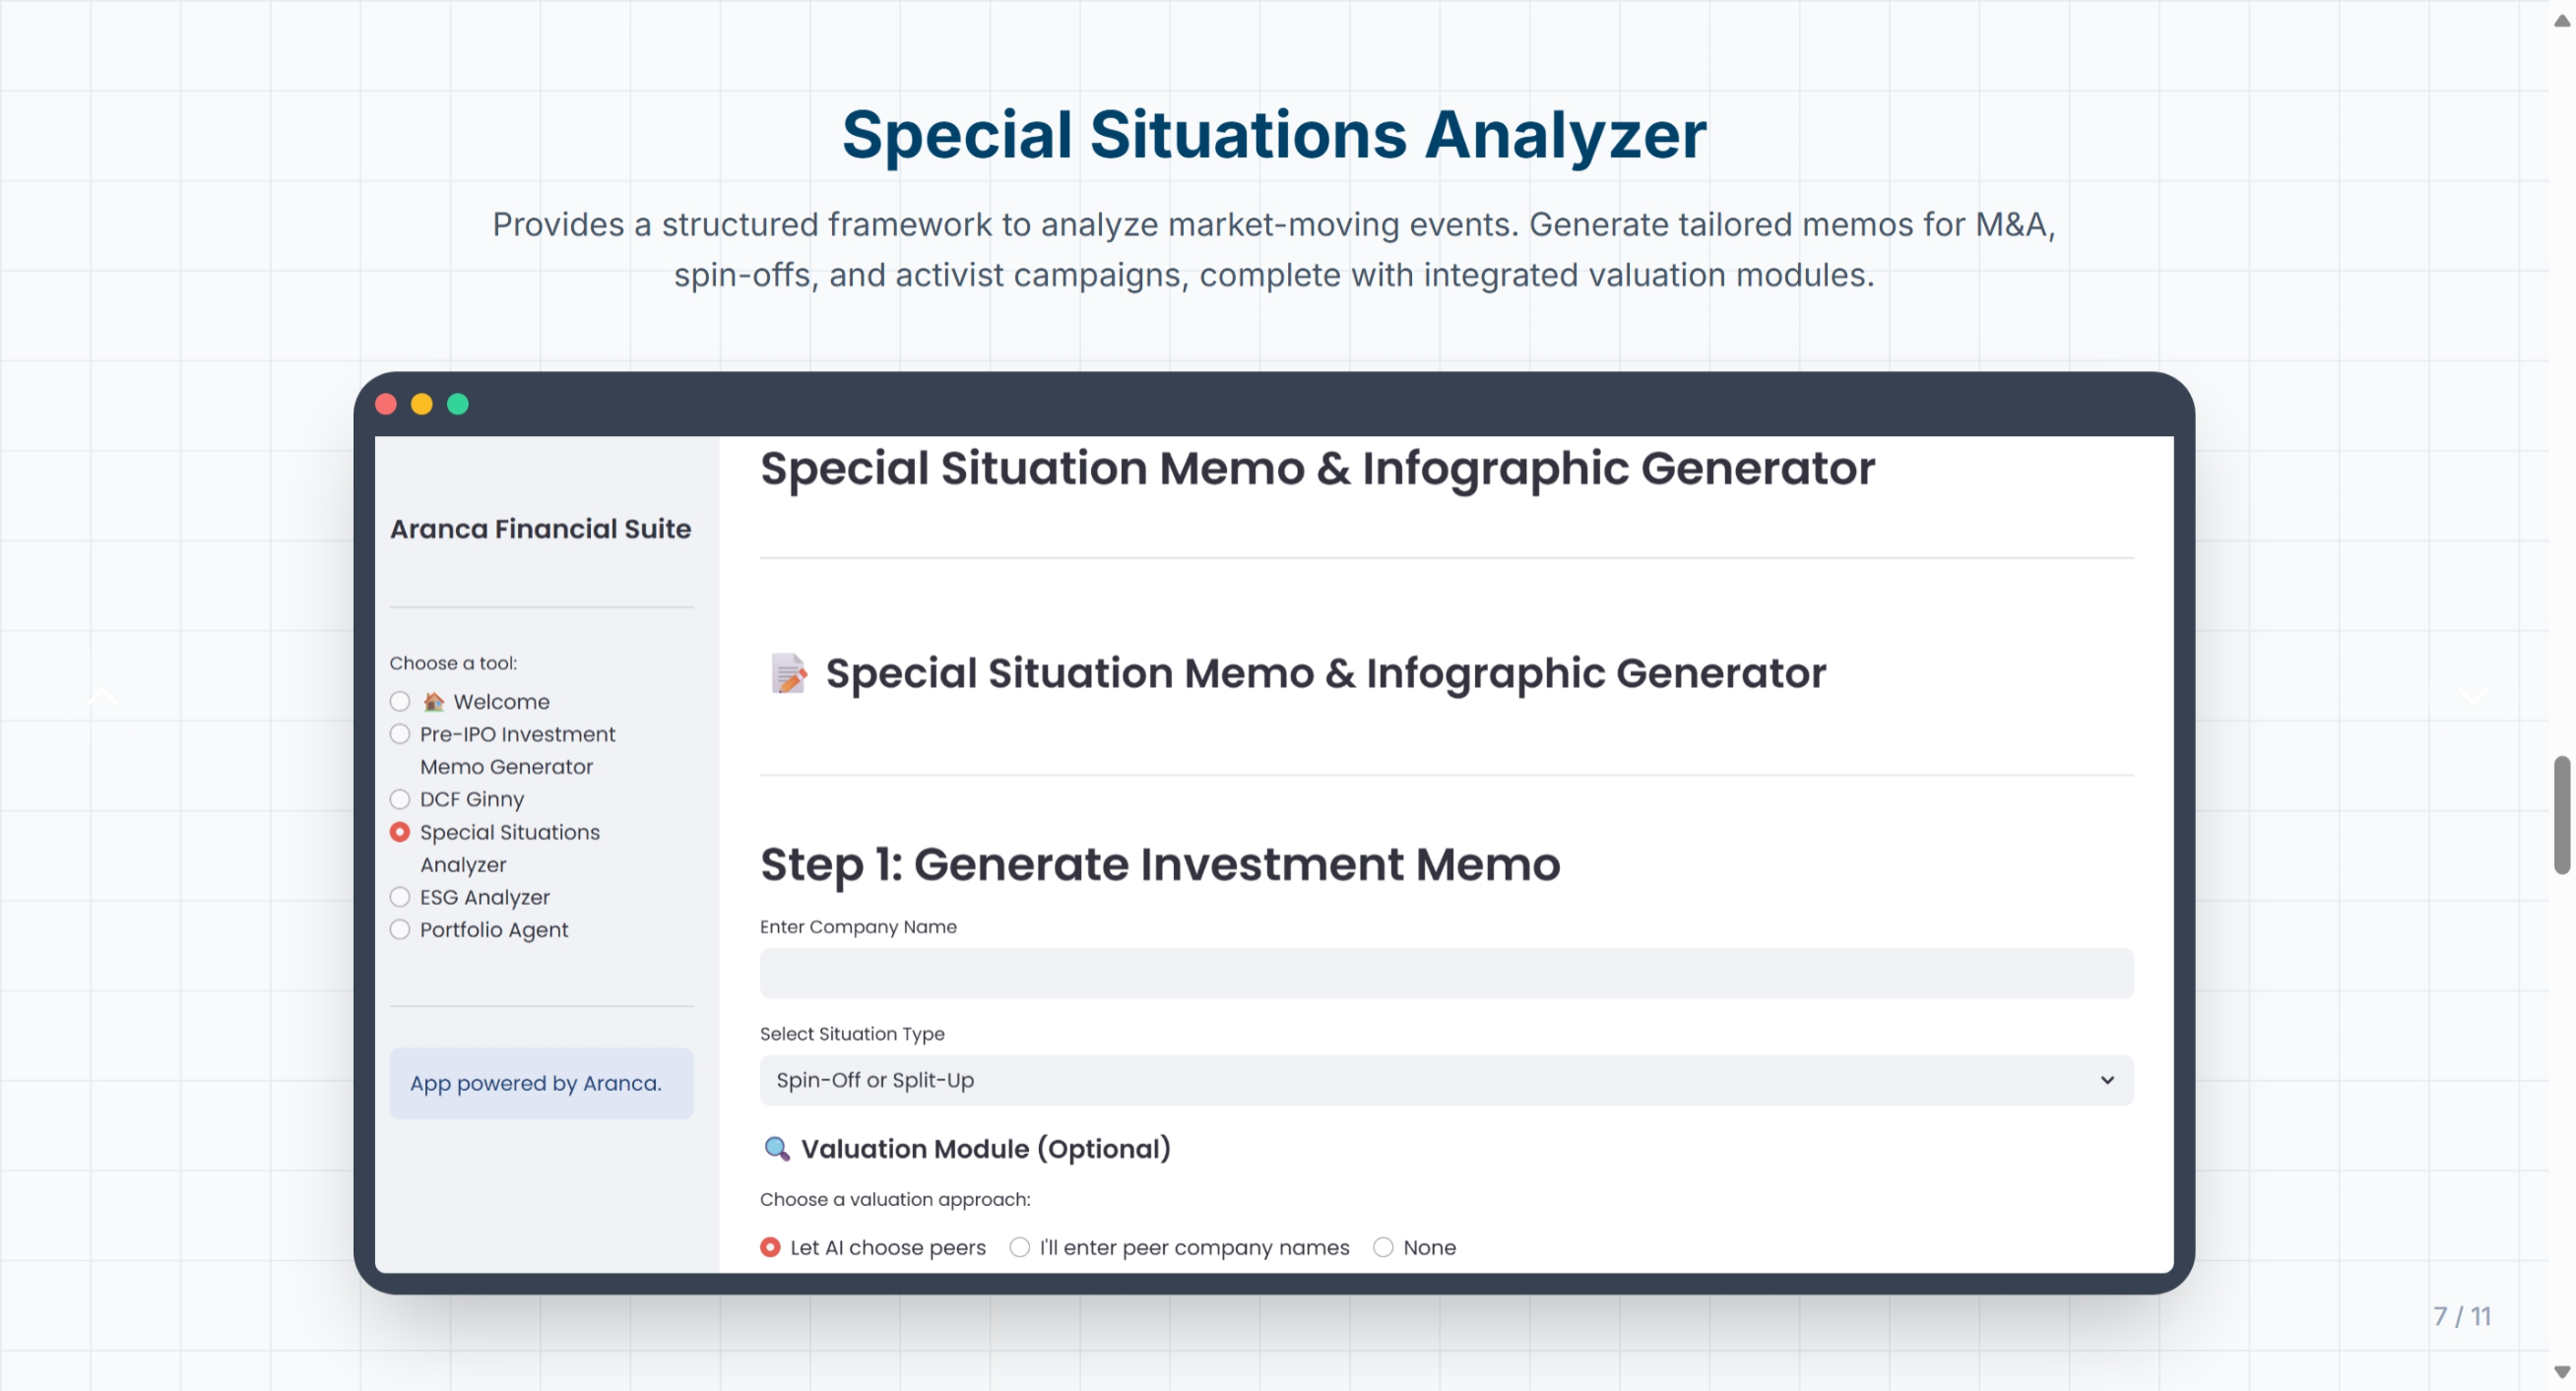 Special Situations Analyzer
Provides a structured framework to analyze market-moving events. Generate tailored memos for M&A,
spin-offs, and activist campaigns, complete with integrated valuation modules.
Aranca Financial Suite
Choose a tool:
Welcome
Pre-IPO Investment
Memo Generator
DCF Ginny
Special Situations
Analyzer
ESG Analyzer
Portfolio Agent
App powered by Aranca.
Special Situation Memo & Infographic Generator
Special Situation Memo & Infographic Generator
Step 1: Generate Investment Memo
Enter Company Name
Select Situation Type
Spin-Off or Split-Up
Valuation Module (Optional)
Choose a valuation approach:
Let AI choose peers I'll enter peer company names None
7 / 11